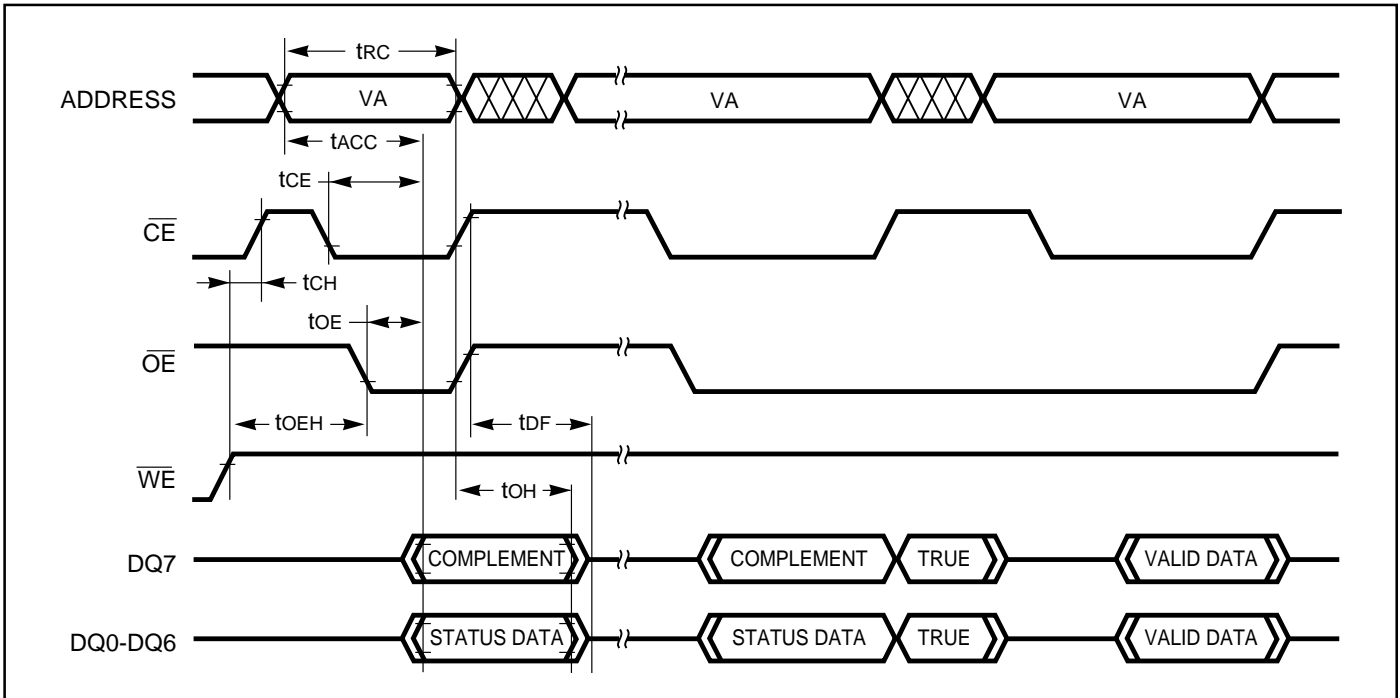 tRC
ADDRESS VA VA VA
tACC
tCE
CE
tCH
tOE
OE
tOEH tDF
WE
tOH
DQ7 COMPLEMENT COMPLEMENT TRUE VALID DATA
DQ0-DQ6 STATUS DATA STATUS DATA TRUE VALID DATA